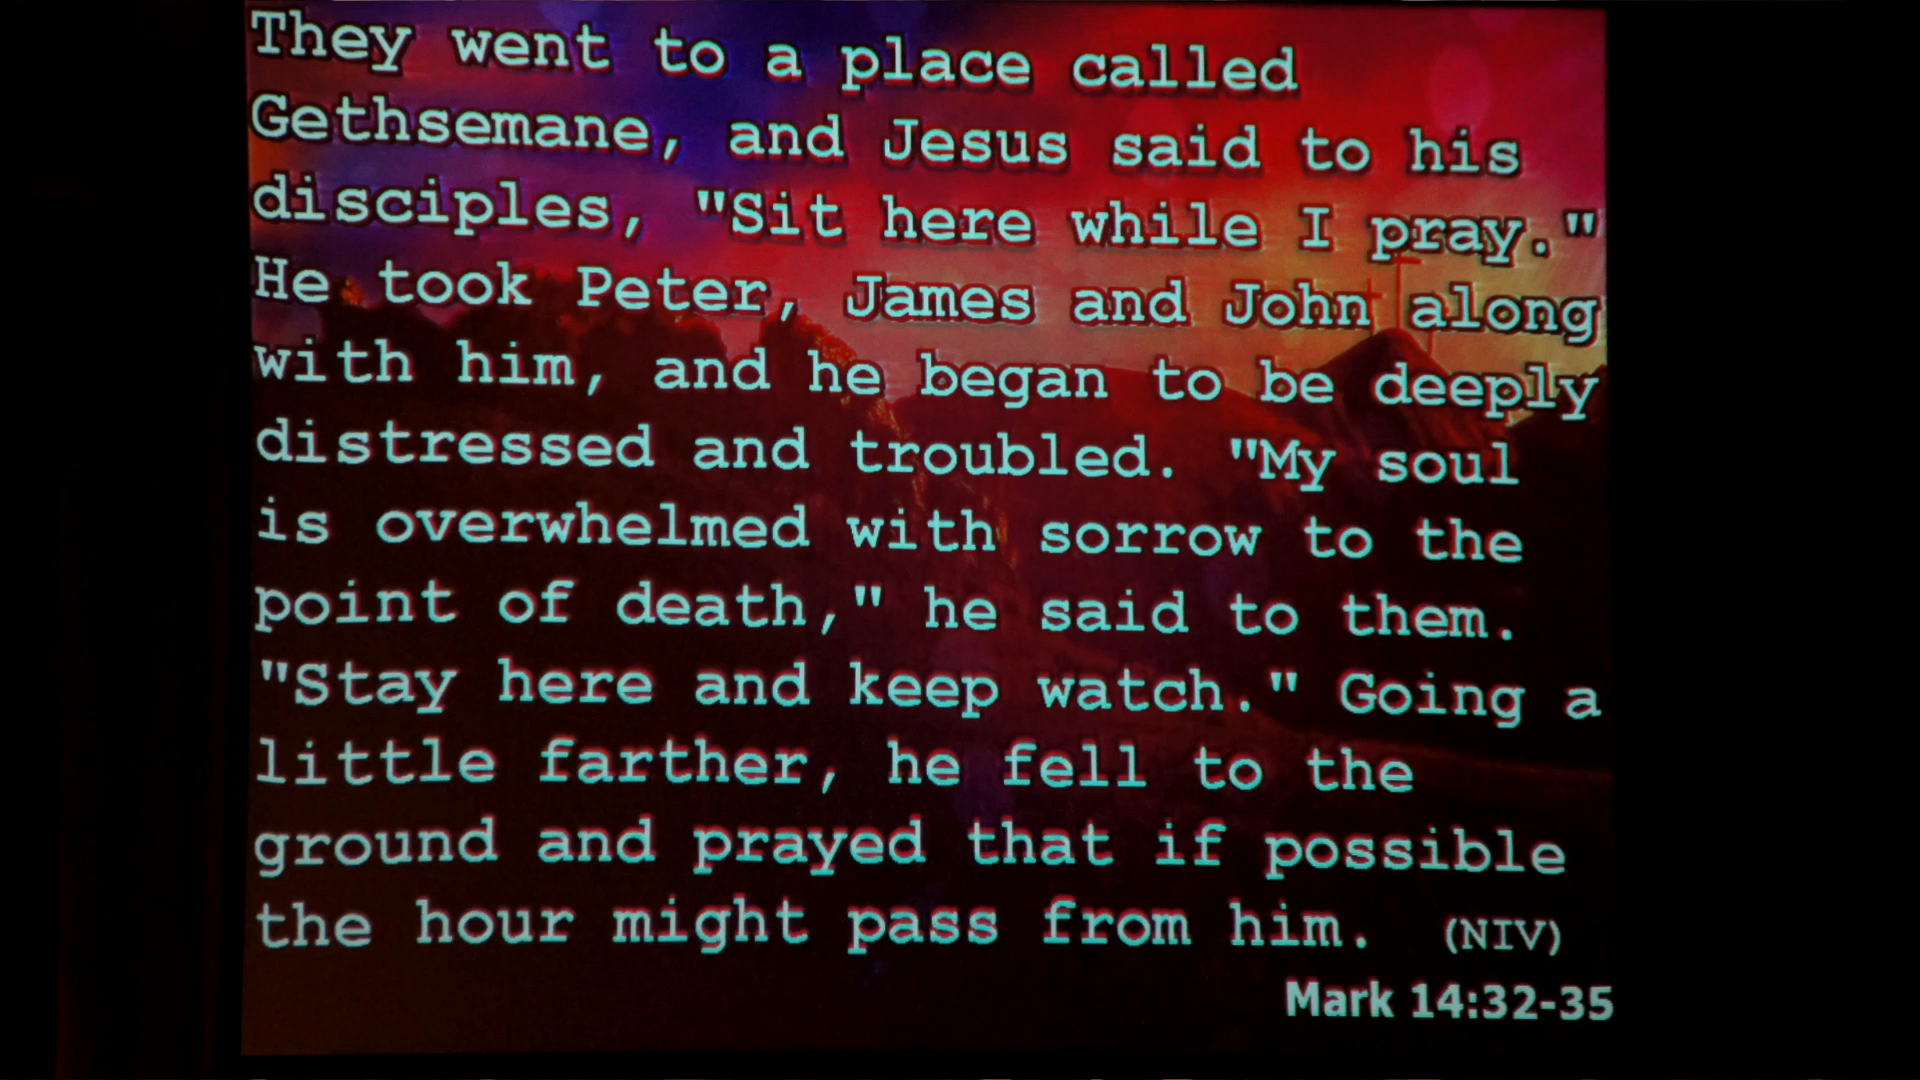 They went to a place called
Gethsemane, and Jesus said to his
disciples, "Sit here while I pray."
He took Peter, James and John along
with him, and he began to be deeply
distressed and troubled. "My soul
is overwhelmed with sorrow to the
point of death," he said to them.
"Stay here and keep watch." Going a
little farther, he fell to the
ground and prayed that if possible
the hour might pass from him. (NIV)
Mark 14:32-35